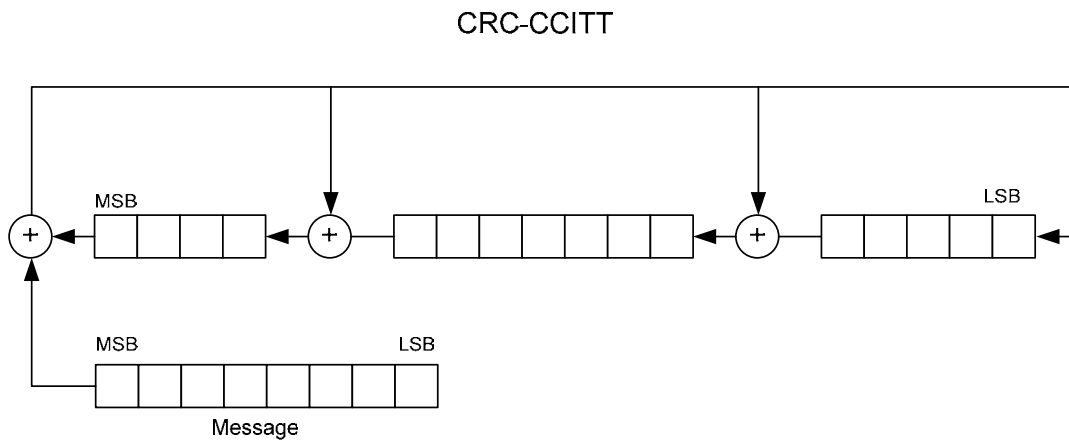 CRC-CCITT
MSB
LSB
+
+
+
MSB
LSB
Message